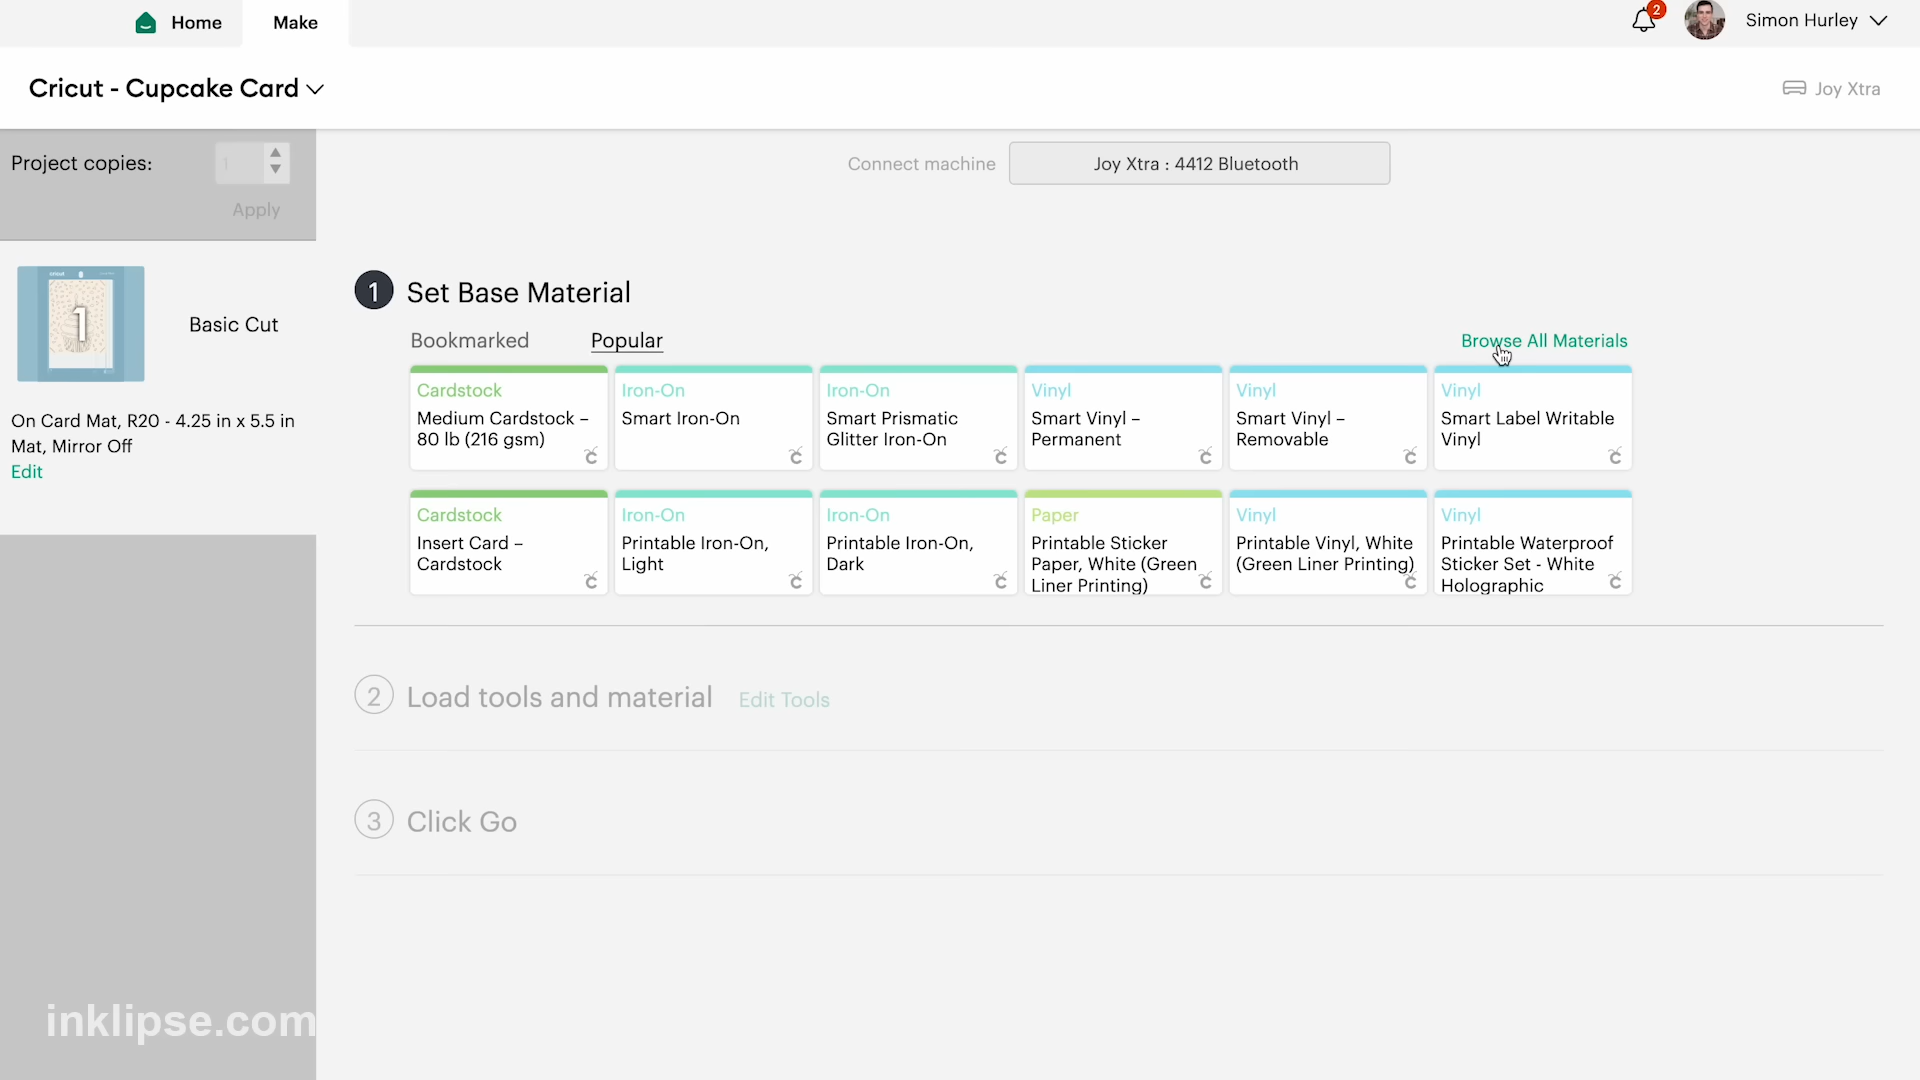 Home
Make
2
Simon Hurley
Cricut - Cupcake Card
Joy Xtra
Project copies:
1
Apply
Connect machine
Joy Xtra : 4412 Bluetooth
1
Basic Cut
On Card Mat, R20 - 4.25 in x 5.5 in
Mat, Mirror Off
Edit
1
Set Base Material
Bookmarked
Popular
Browse All Materials
Cardstock
Medium Cardstock –
80 lb (216 gsm)
Iron-On
Smart Iron-On
Iron-On
Smart Prismatic
Glitter Iron-On
Vinyl
Smart Vinyl –
Permanent
Vinyl
Smart Vinyl –
Removable
Vinyl
Smart Label Writable
Vinyl
Cardstock
Insert Card –
Cardstock
Iron-On
Printable Iron-On,
Light
Iron-On
Printable Iron-On,
Dark
Paper
Printable Sticker
Paper, White (Green
Liner Printing)
Vinyl
Printable Vinyl, White
(Green Liner Printing)
Vinyl
Printable Waterproof
Sticker Set - White
Holographic
2
Load tools and material
Edit Tools
3
Click Go
inklipse.com